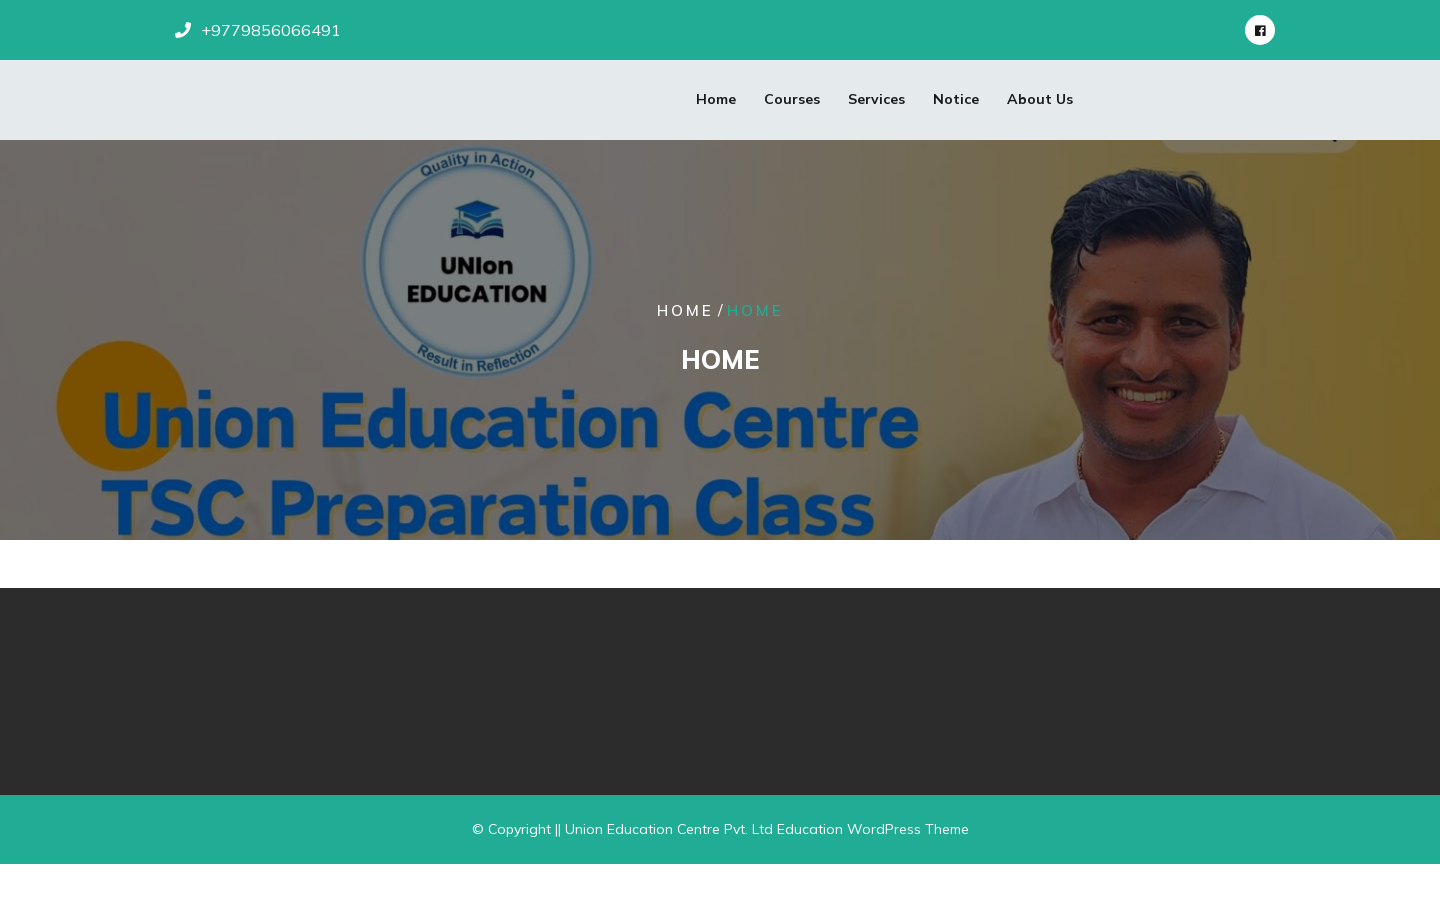 +9779856066491
Home Courses Services Notice About Us
Quality in Action
UNIon
EDUCATION
Result in Reflection
HOME / HOME
HOME
Union Education Centre
TSC Preparation Class
© Copyright || Union Education Centre Pvt. Ltd Education WordPress Theme